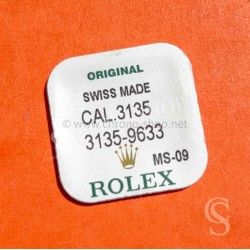 ORIGINAL
SWISS MADE
CAL.3135
3135-9633
MS-09
ROLEX